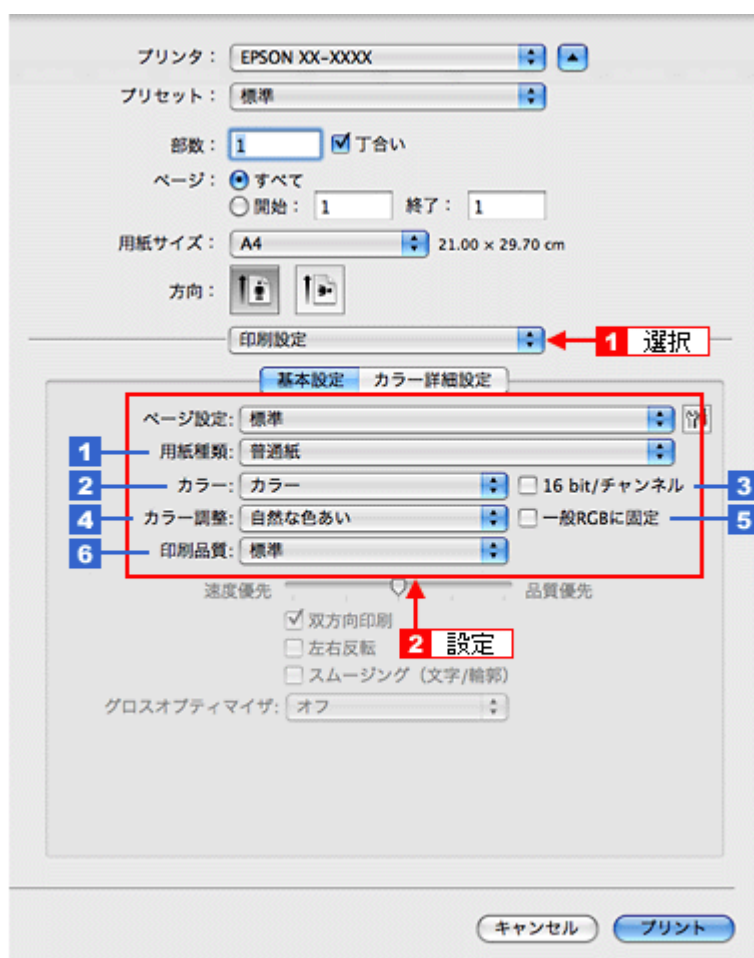 プリンタ： EPSON XX-XXXX
プリセット： 標準
部数： 1 丁合い
ページ： すべて
開始： 1 終了： 1
用紙サイズ： A4 21.00 × 29.70 cm
方向：
印刷設定 1 選択
基本設定 カラー詳細設定
ページ設定: 標準
1 用紙種類: 普通紙
2 カラー: カラー 16 bit/チャンネル 3
4 カラー調整: 自然な色あい 一般RGBに固定 5
6 印刷品質: 標準
速度優先 品質優先
双方向印刷
2 設定
左右反転
スムージング（文字/輪郭）
グロスオプティマイザ: オフ
キャンセル プリント